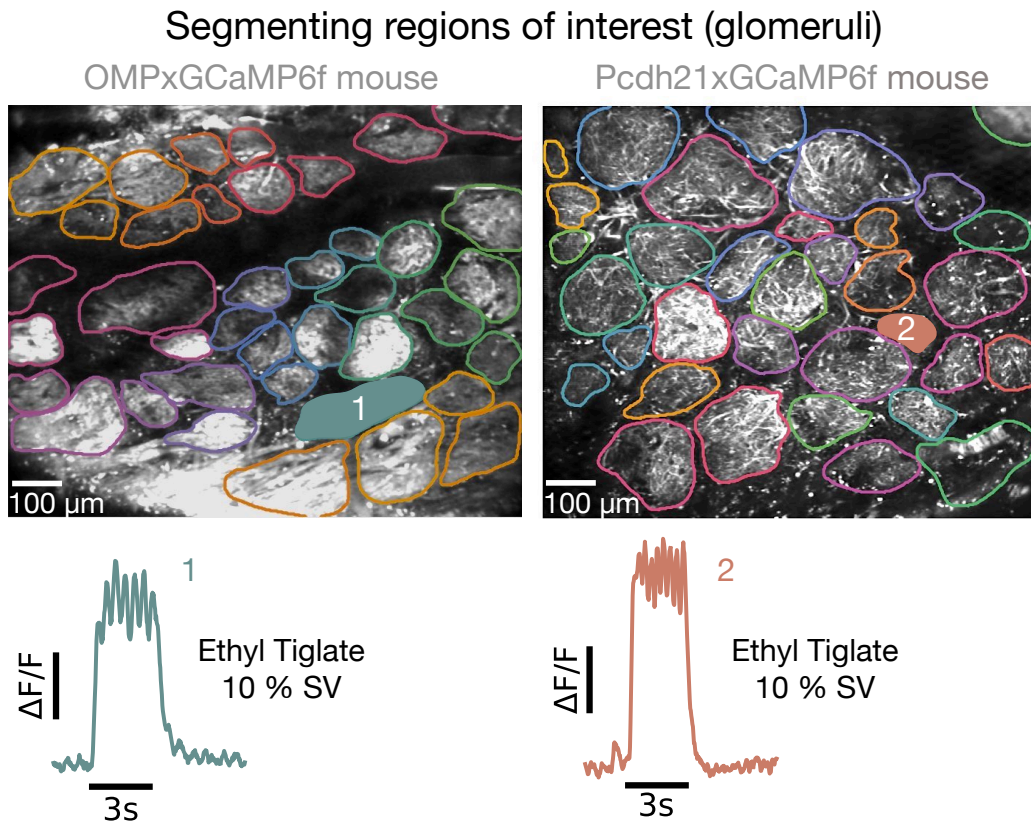 Segmenting regions of interest (glomeruli)
OMPxGCaMP6f mouse
Pcdh21xGCaMP6f mouse
1
2
100 µm
100 µm
1
ΔF/F
Ethyl Tiglate
10 % SV
3s
2
ΔF/F
Ethyl Tiglate
10 % SV
3s